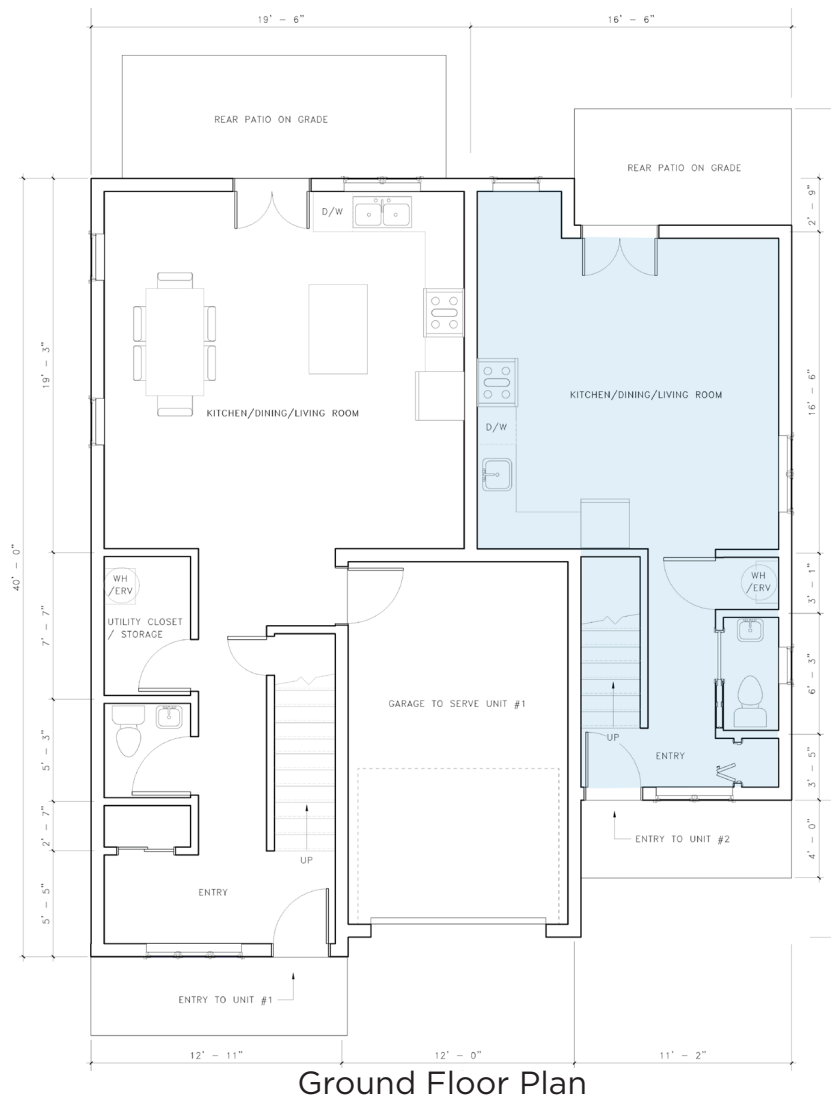 19' - 6"
16' - 6"
REAR PATIO ON GRADE
REAR PATIO ON GRADE
2' - 9"
D/W
19' - 3"
16' - 6"
KITCHEN/DINING/LIVING ROOM
KITCHEN/DINING/LIVING ROOM
D/W
40' - 0"
WH
/ERV
WH
/ERV
3' - 1"
UTILITY CLOSET
/ STORAGE
7' - 7"
6' - 3"
GARAGE TO SERVE UNIT #1
UP
ENTRY
5' - 3"
3' - 5"
2' - 7"
ENTRY TO UNIT #2
4' - 0"
UP
ENTRY
5' - 5"
ENTRY TO UNIT #1
12' - 11"
12' - 0"
11' - 2"
Ground Floor Plan